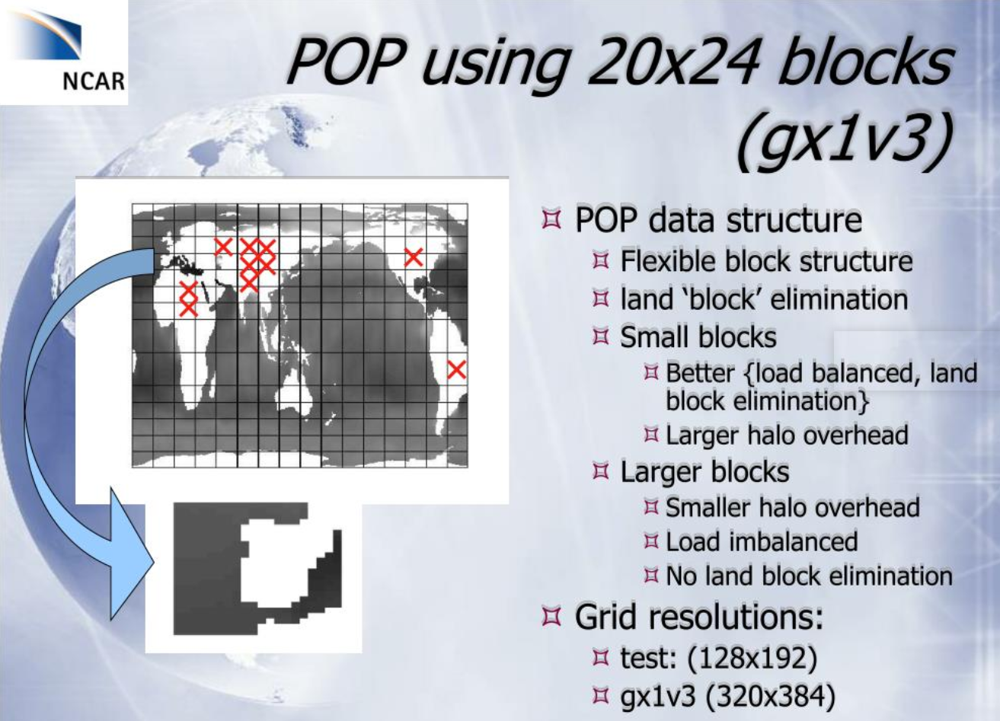 NCAR
POP using 20x24 blocks
(gx1v3)
POP data structure
Flexible block structure
land ‘block’ elimination
Small blocks
Better {load balanced, land
block elimination}
Larger halo overhead
Larger blocks
Smaller halo overhead
Load imbalanced
No land block elimination
Grid resolutions:
test: (128x192)
gx1v3 (320x384)